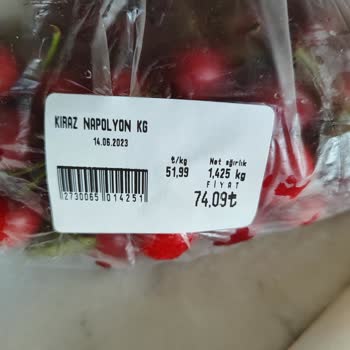 KIRAZ NAPOLYON KG
14.06.2023
₺/kg Net ağırlık
51,99 1,425 kg
FİYAT
74,09₺
2730065014251